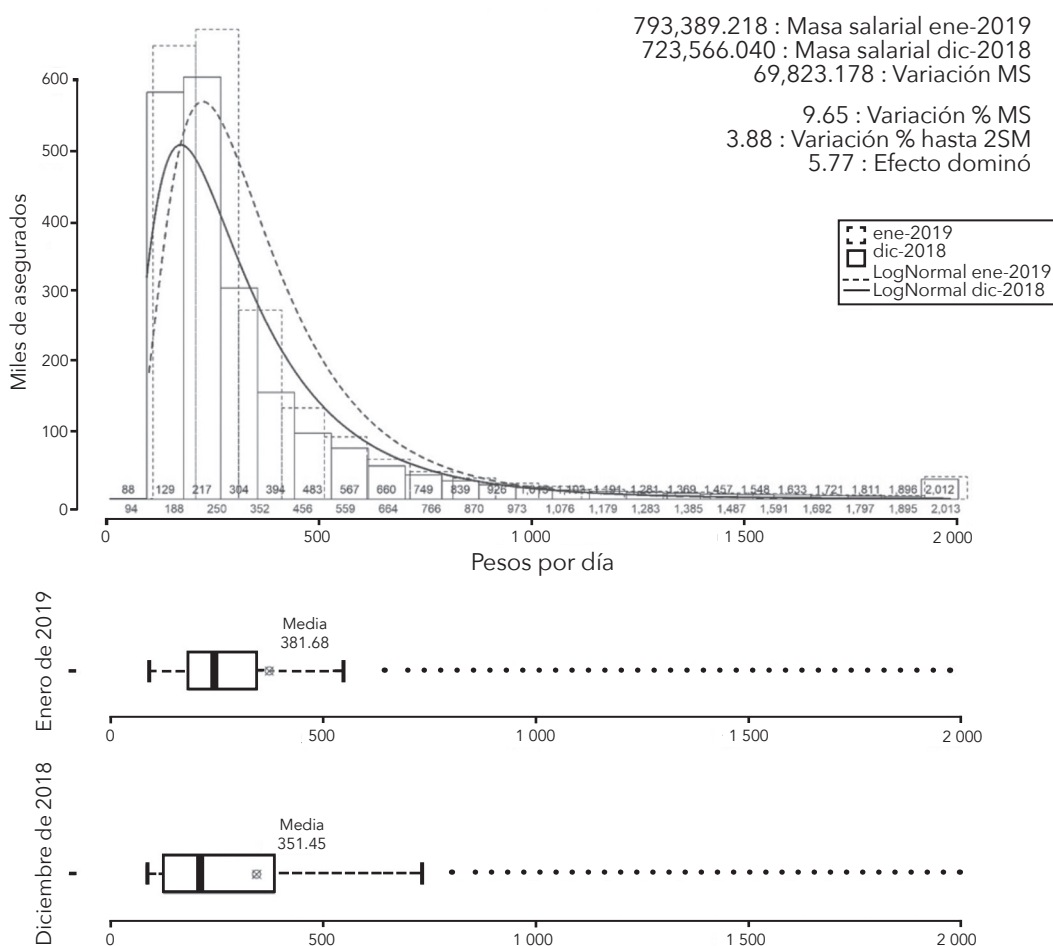 793,389.218 : Masa salarial ene-2019
723,566.040 : Masa salarial dic-2018
69,823.178 : Variación MS
9.65 : Variación % MS
3.88 : Variación % hasta 2SM
5.77 : Efecto dominó
ene-2019
dic-2018
LogNormal ene-2019
LogNormal dic-2018
Miles de asegurados
600
500
400
300
200
100
0
88 129 217 304 394 483 567 660 749 839 926 1,191 1,281 1,369 1,457 1,548 1,633 1,721 1,811 1,896 2,012
94 188 250 352 456 559 664 766 870 973 1,076 1,179 1,283 1,385 1,487 1,591 1,692 1,797 1,895 2,013
0 500 1 000 1 500 2 000
Pesos por día
Enero de 2019
Media
381.68
0 500 1 000 1 500 2 000
Diciembre de 2018
Media
351.45
0 500 1 000 1 500 2 000